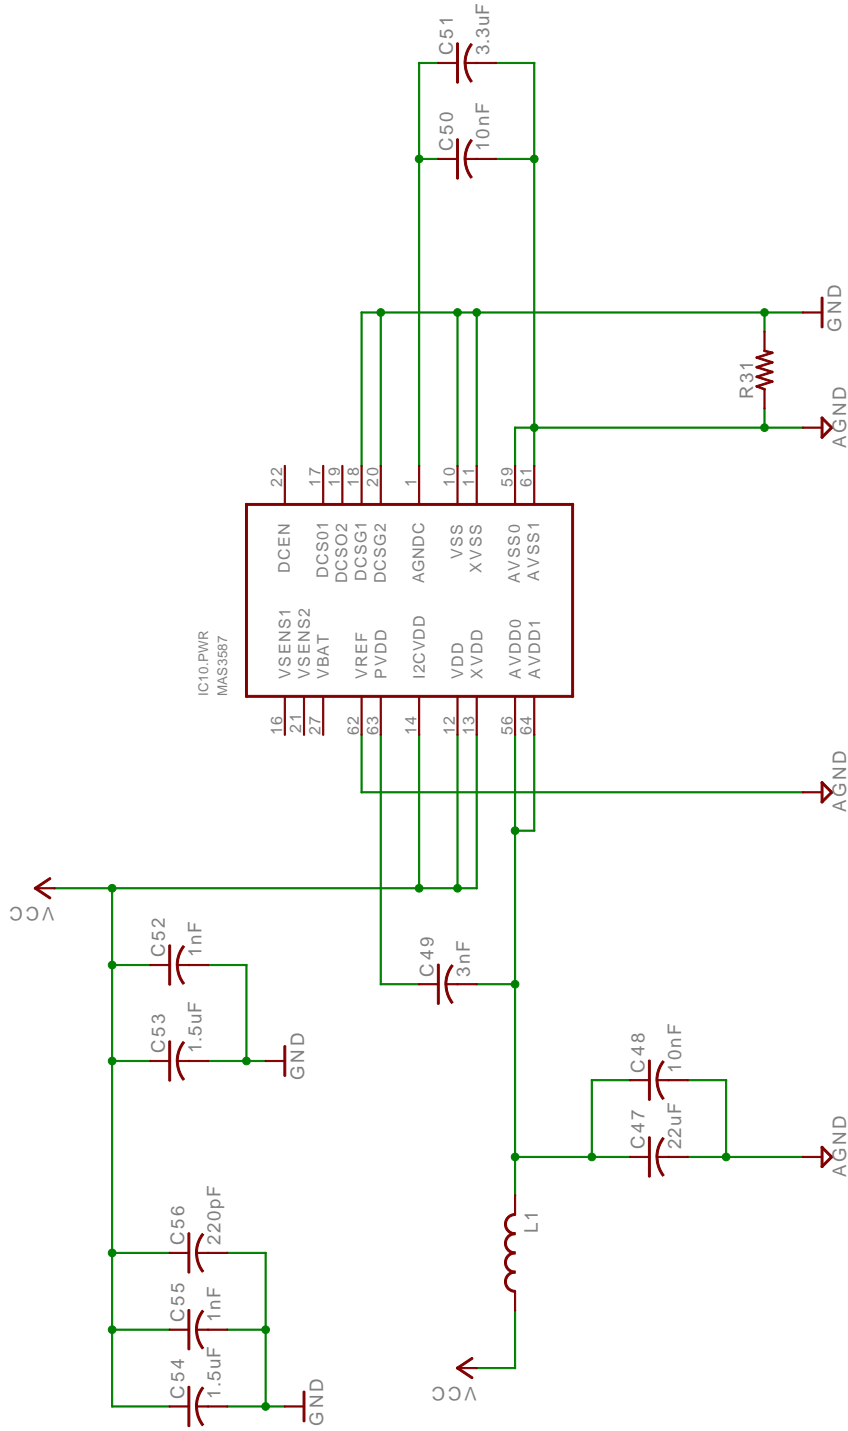 C51
3.3uF
C50
10nF
GND
R31
AGND
22
17
19
18
20
1
10
11
59
61
DCEN
DCS01
DCSO2
DCSG1
DCSG2
AGNDC
VSS
XVSS
AVSS0
AVSS1
IC10.PWR
MAS3587
VSENS1
VSENS2
VBAT
VREF
PVDD
I2CVDD
VDD
XVDD
AVDD0
AVDD1
16
21
27
62
63
14
12
13
56
64
AGND
VCC
C52
1nF
C53
1.5uF
GND
C49
3nF
C48
10nF
C47
22uF
AGND
C56
220pF
C55
1nF
C54
1.5uF
GND
L1
VCC